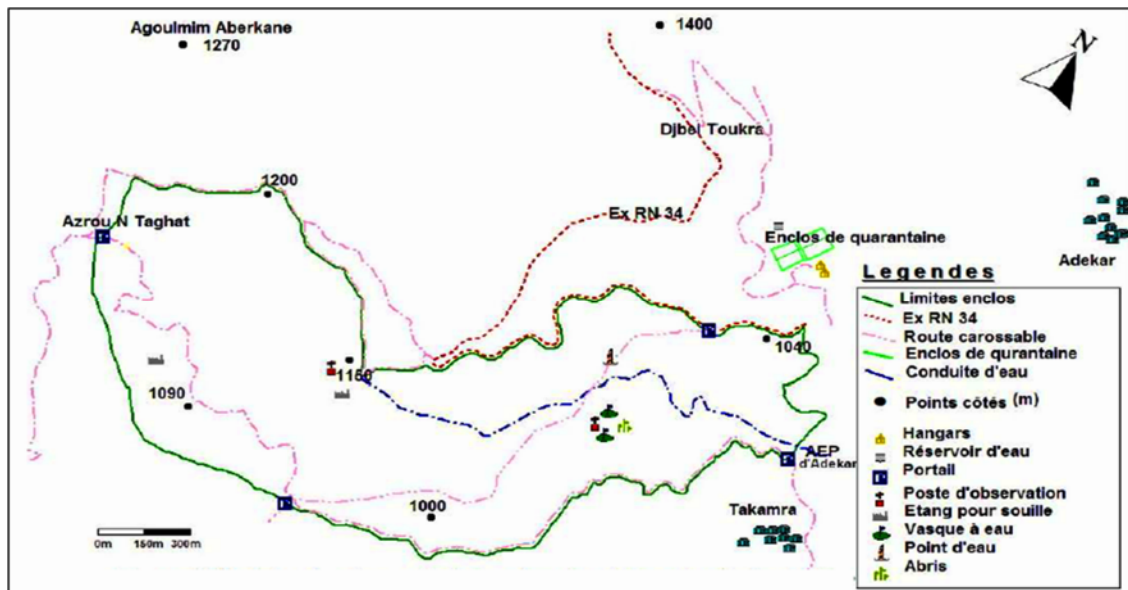 Agoulmim Aberkane
1270
1400
N
Djbel Toukra
1200
Azrou N Taghat
Ex RN 34
Enclos de quarantaine
Adekar
1040
1150
1090
AEP
d'Adekar
1000
Takamra
0m 150m 300m
Legendes
Limites enclos
Ex RN 34
Route carossable
Enclos de qurantaine
Conduite d'eau
Points côtés (m)
Hangars
Réservoir d'eau
Portail
Poste d'observation
Etang pour souille
Vasque à eau
Point d'eau
Abris